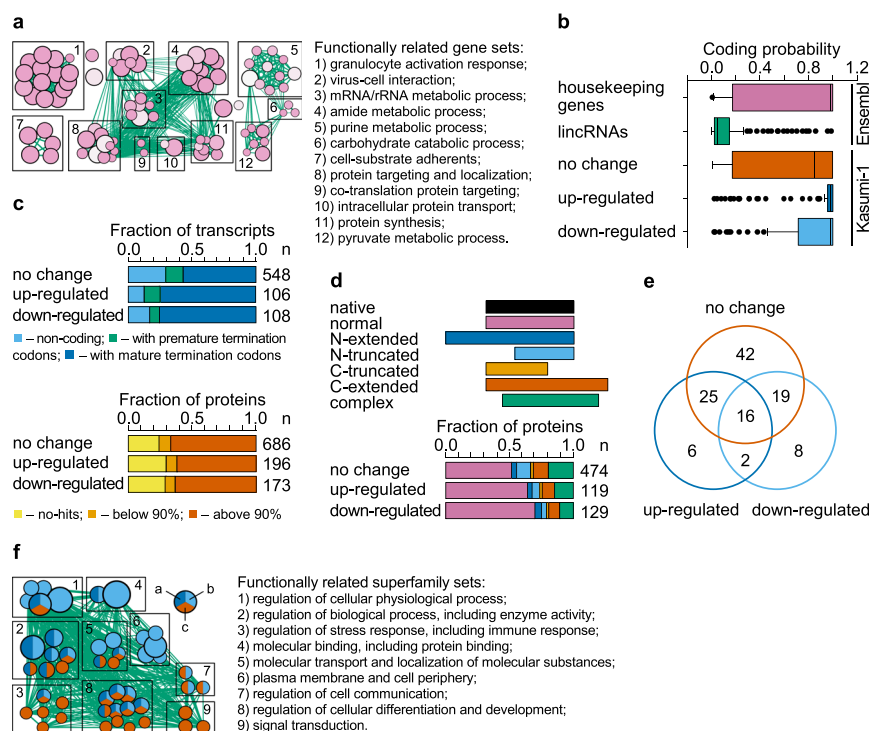 a
1
2
4
5
3
6
7
8
9
10
11
12
Functionally related gene sets:
1) granulocyte activation response;
2) virus-cell interaction;
3) mRNA/rRNA metabolic process;
4) amide metabolic process;
5) purine metabolic process;
6) carbohydrate catabolic process;
7) cell-substrate adherents;
8) protein targeting and localization;
9) co-translation protein targeting;
10) intracellular protein transport;
11) protein synthesis;
12) pyruvate metabolic process.
b
Coding probability
0.0 0.4 0.8 1.2
housekeeping
genes
lincRNAs
no change
up-regulated
down-regulated
Ensembl
Kasumi-1
c
Fraction of transcripts
0.0 0.5 1.0 n
no change 548
up-regulated 106
down-regulated 108
– non-coding; – with premature termination
codons; – with mature termination codons
Fraction of proteins
0.0 0.5 1.0 n
no change 686
up-regulated 196
down-regulated 173
– no-hits; – below 90%; – above 90%
d
native
normal
N-extended
N-truncated
C-truncated
C-extended
complex
Fraction of proteins
0.0 0.5 1.0 n
no change 474
up-regulated 119
down-regulated 129
e
no change
42
25 19
16
6 2 8
up-regulated down-regulated
f
1
4
2
5
6
3
8
7
9
a b
c
Functionally related superfamily sets:
1) regulation of cellular physiological process;
2) regulation of biological process, including enzyme activity;
3) regulation of stress response, including immune response;
4) molecular binding, including protein binding;
5) molecular transport and localization of molecular substances;
6) plasma membrane and cell periphery;
7) regulation of cell communication;
8) regulation of cellular differentiation and development;
9) signal transduction.